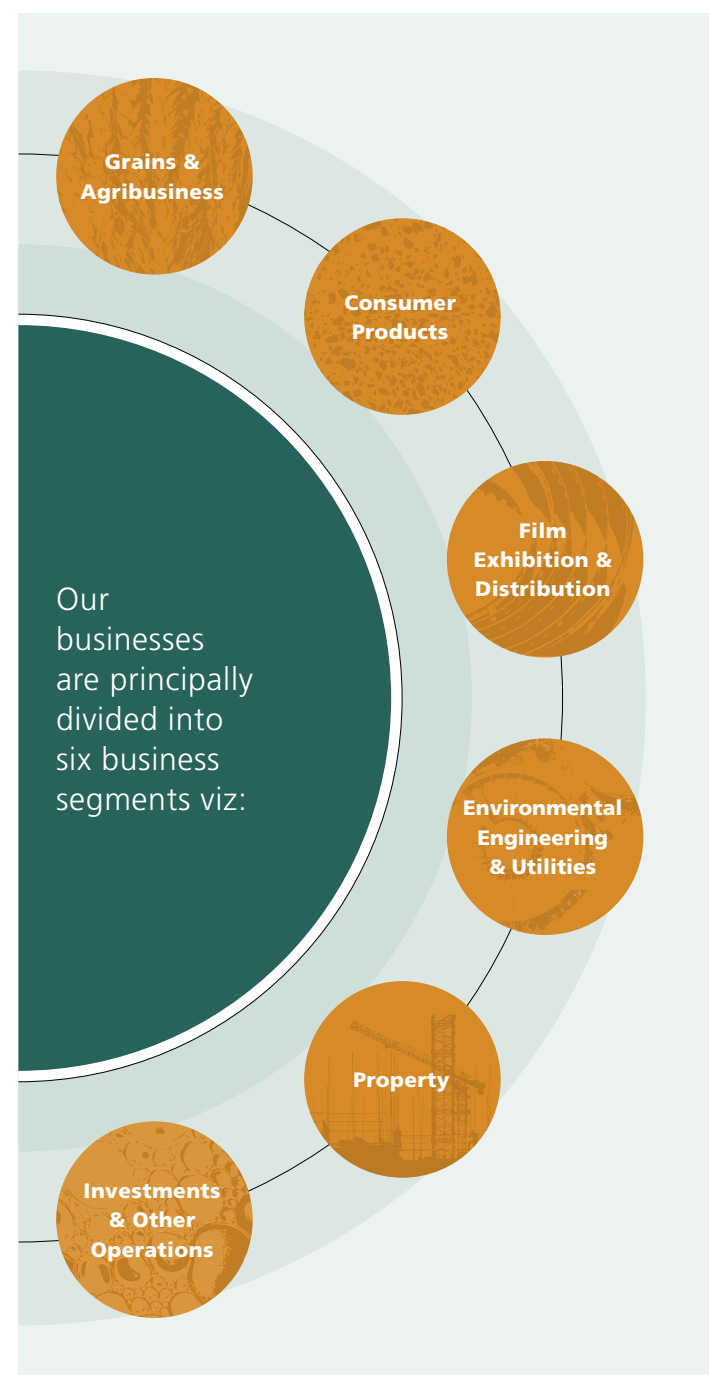 Grains &
Agribusiness
Consumer
Products
Film
Exhibition &
Distribution
Our
businesses
are principally
divided into
six business
segments viz:
Environmental
Engineering
& Utilities
Property
Investments
& Other
Operations